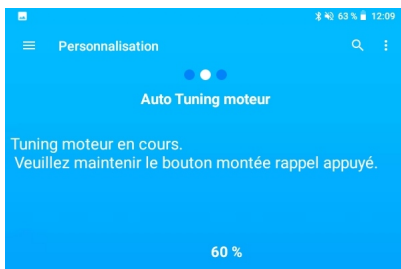 63 % 12:09
Personnalisation
Auto Tuning moteur
Tuning moteur en cours.
Veuillez maintenir le bouton montée rappel appuyé.
60 %